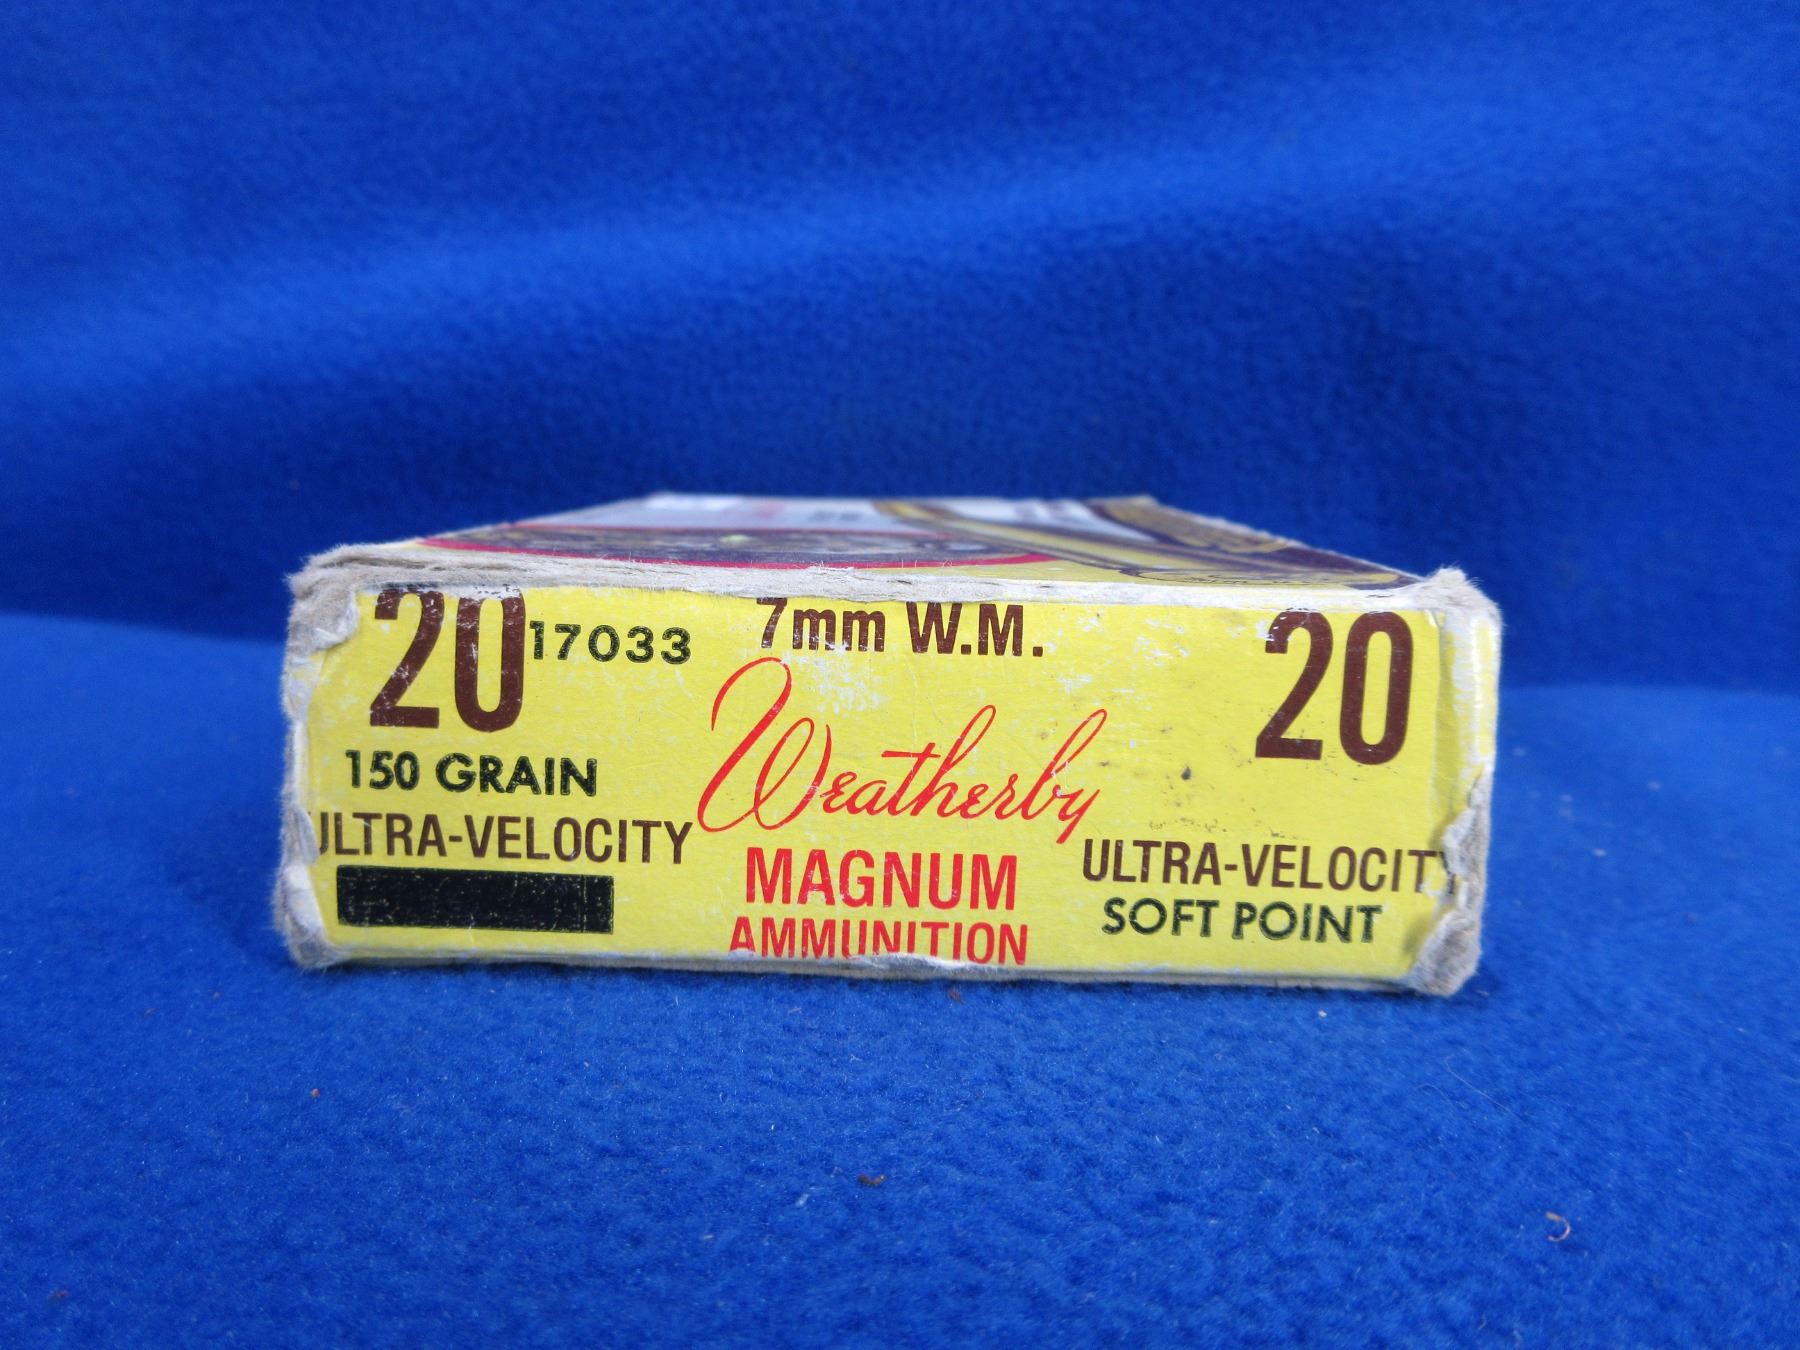 20 17033 7mm W.M. 20
150 GRAIN
Weatherby
ULTRA-VELOCITY
MAGNUM
AMMUNITION
ULTRA-VELOCITY
SOFT POINT